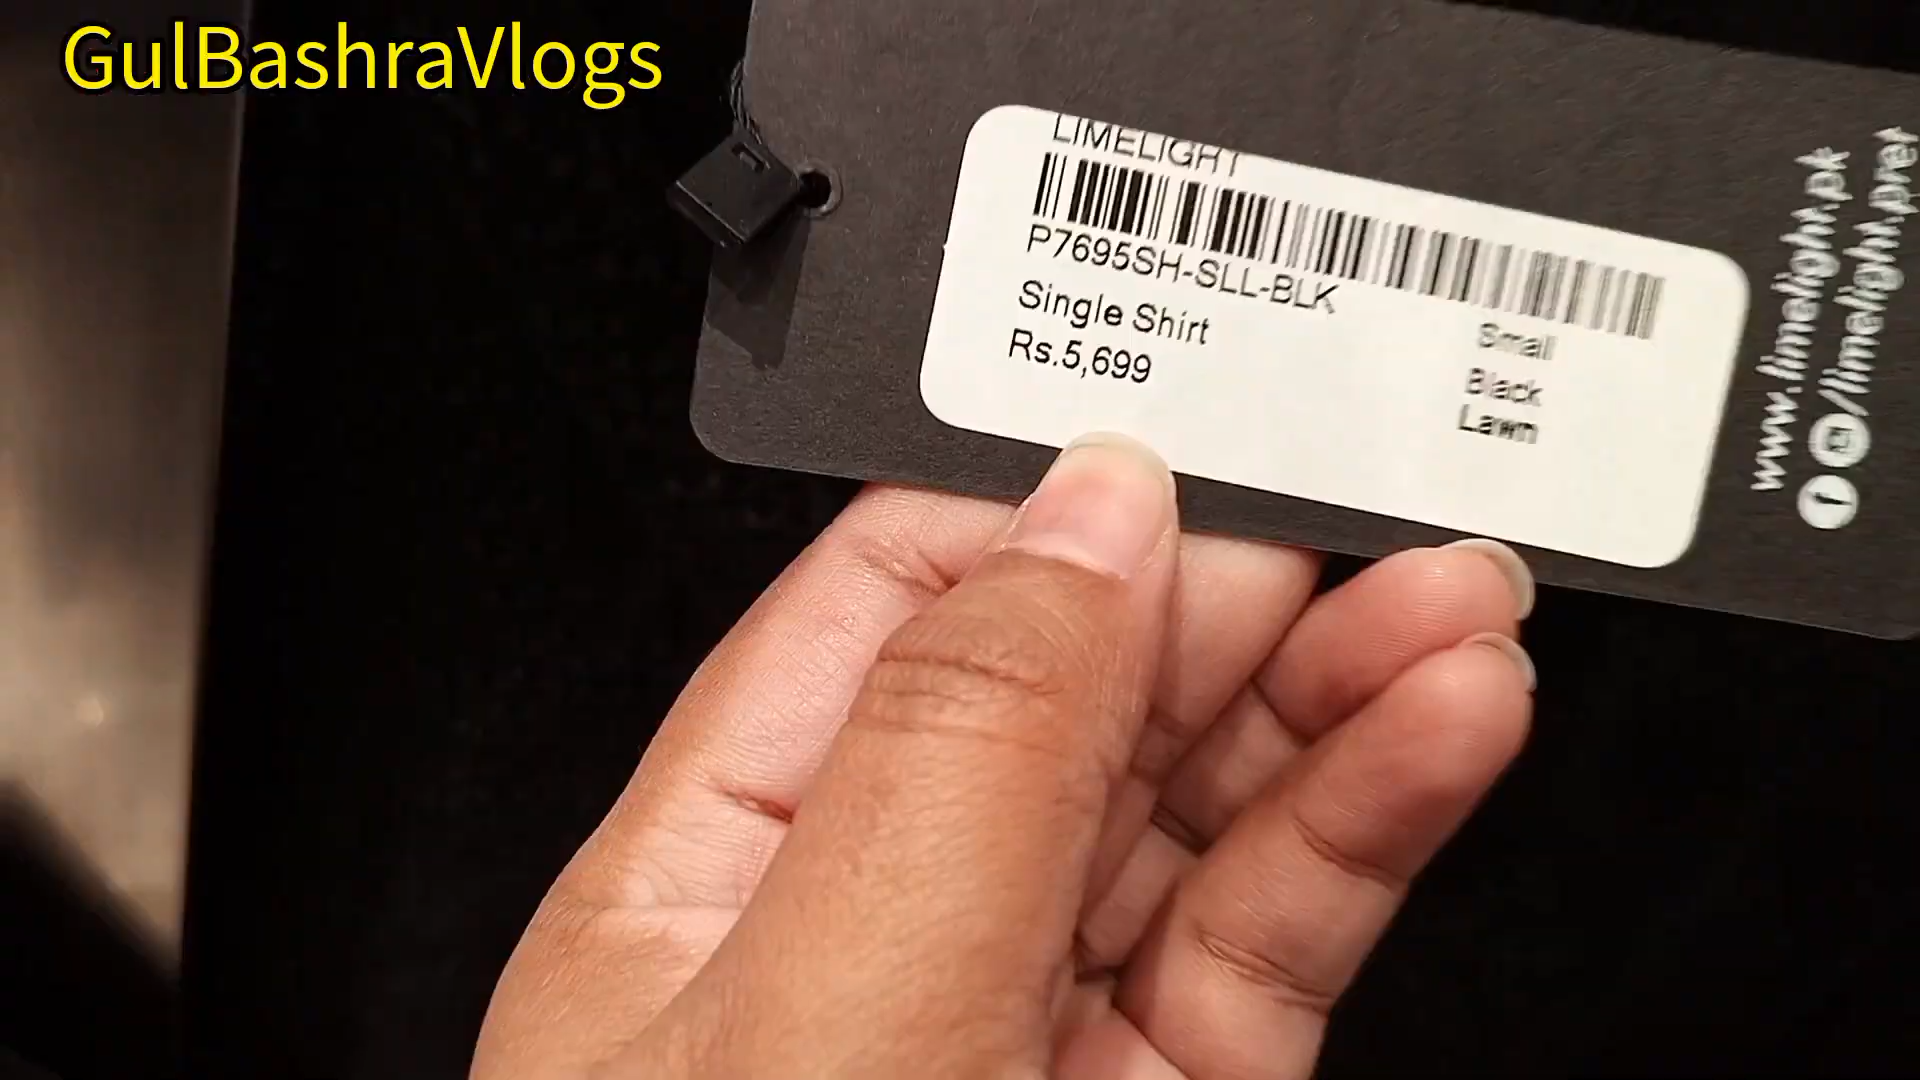 GulBashraVlogs
LIMELIGHT
P7695SH-SLL-BLK
Single Shirt
Rs.5,699
Small
Black
Lawn
www.limelight.pk
/limelight.pret